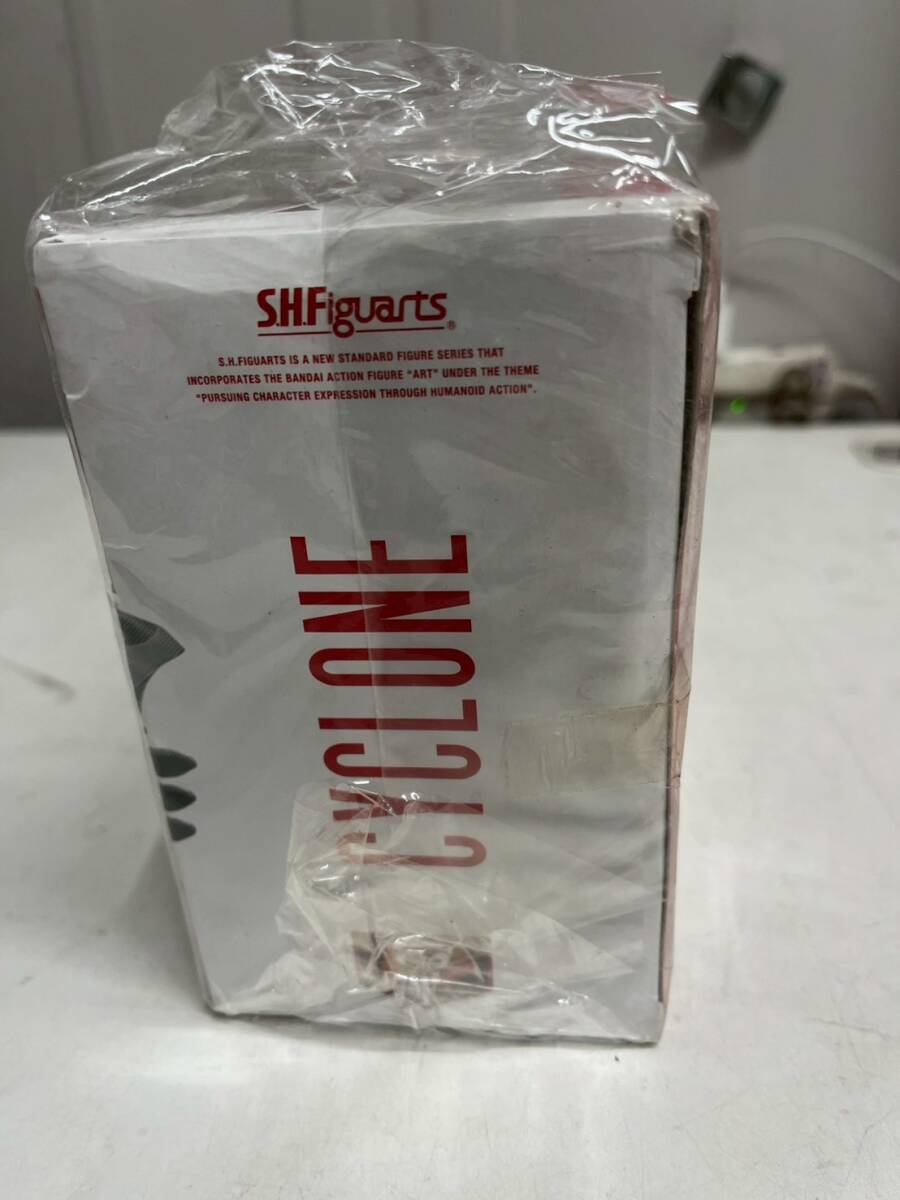 S.H.Figuarts®
S.H.FIGUARTS IS A NEW STANDARD FIGURE SERIES THAT
INCORPORATES THE BANDAI ACTION FIGURE "ART" UNDER THE THEME
"PURSUING CHARACTER EXPRESSION THROUGH HUMANOID ACTION".
CYCLONE